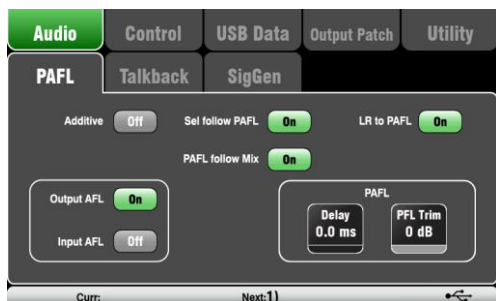 Audio Control USB Data Output Patch Utility
PAFL Talkback SigGen
Additive Off Sel follow PAFL On LR to PAFL On
PAFL follow Mix On
Output AFL On
Input AFL Off
PAFL
Delay 0.0 ms
PFL Trim 0 dB
Curr: Next:1)